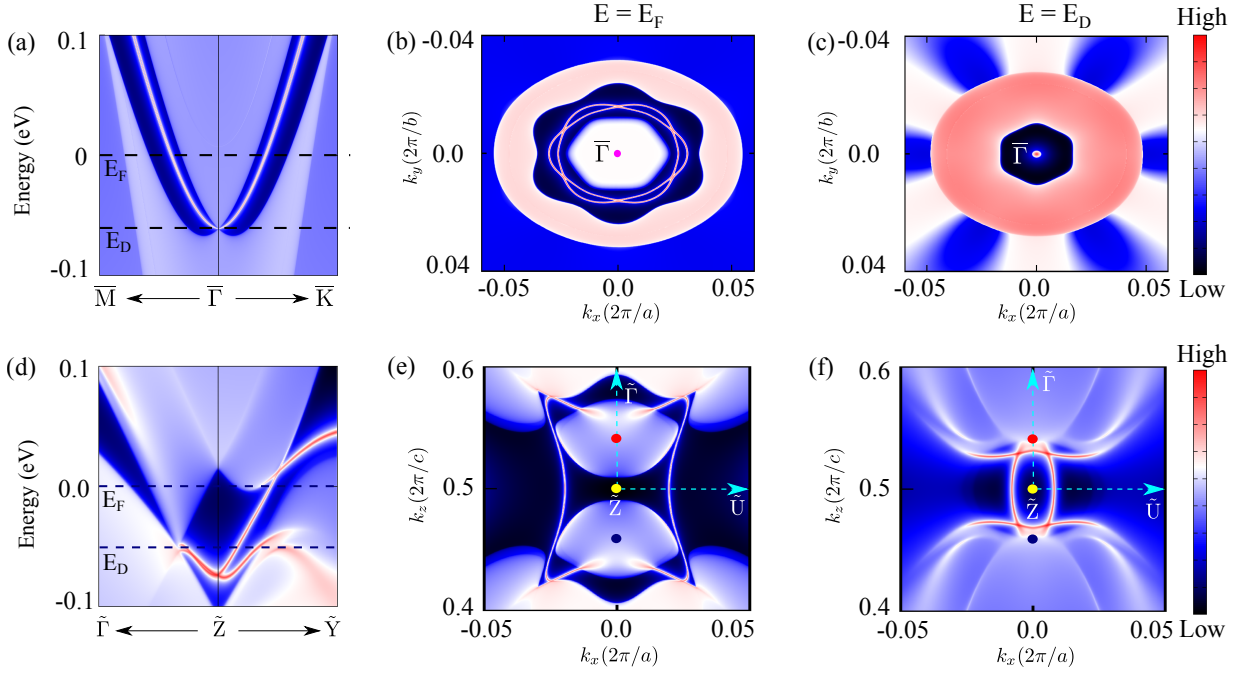 E = E_F
E = E_D
High
(a)
0.1
0
-0.1
Energy (eV)
E_F
E_D
M̅
Γ̅
K̅
(b)
-0.04
0.0
0.04
k_y(2π/b)
Γ̅
-0.05
0.0
0.05
k_x(2π/a)
(c)
-0.04
0.0
0.04
k_y(2π/b)
Γ̅
-0.05
0.0
0.05
k_x(2π/a)
Low
(d)
0.1
0.0
-0.1
Energy (eV)
E_F
E_D
Γ̃
Z̃
Ỹ
(e)
0.6
0.5
0.4
k_z(2π/c)
Γ̃
Z̃
Ũ
-0.05
0.0
0.05
k_x(2π/a)
(f)
0.6
0.5
0.4
k_z(2π/c)
Γ̃
Z̃
Ũ
-0.05
0.0
0.05
k_x(2π/a)
High
Low